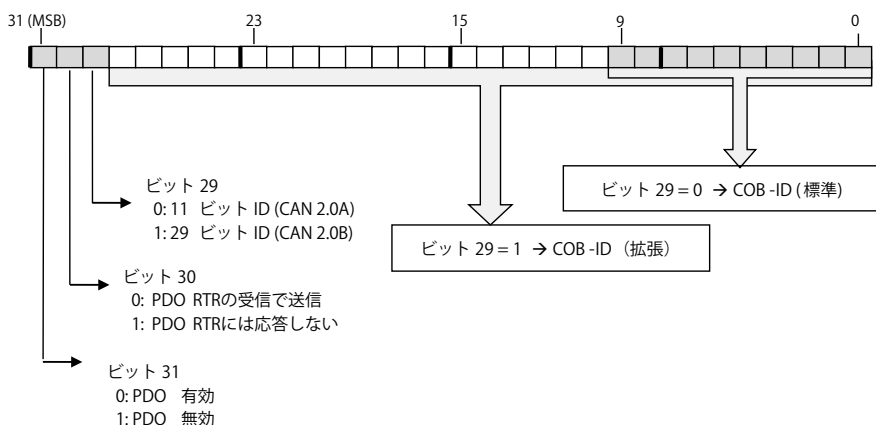 31 (MSB) 23 15 9 0
ビット 29
0: 11 ビット ID (CAN 2.0A)
1: 29 ビット ID (CAN 2.0B)
ビット 29 = 0 → COB -ID ( 標準)
ビット 29 = 1 → COB -ID （拡張）
ビット 30
0: PDO RTRの受信で送信
1: PDO RTRには応答しない
ビット 31
0: PDO 有効
1: PDO 無効